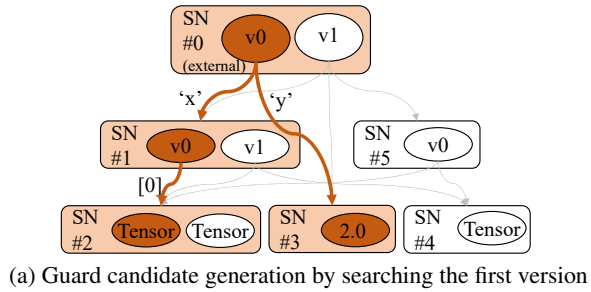 SN
#0
(external)
v0
v1
‘x’
‘y’
SN
#1
v0
v1
SN
#5
v0
[0]
SN
#2
Tensor
Tensor
SN
#3
2.0
SN
#4
Tensor
(a) Guard candidate generation by searching the first version